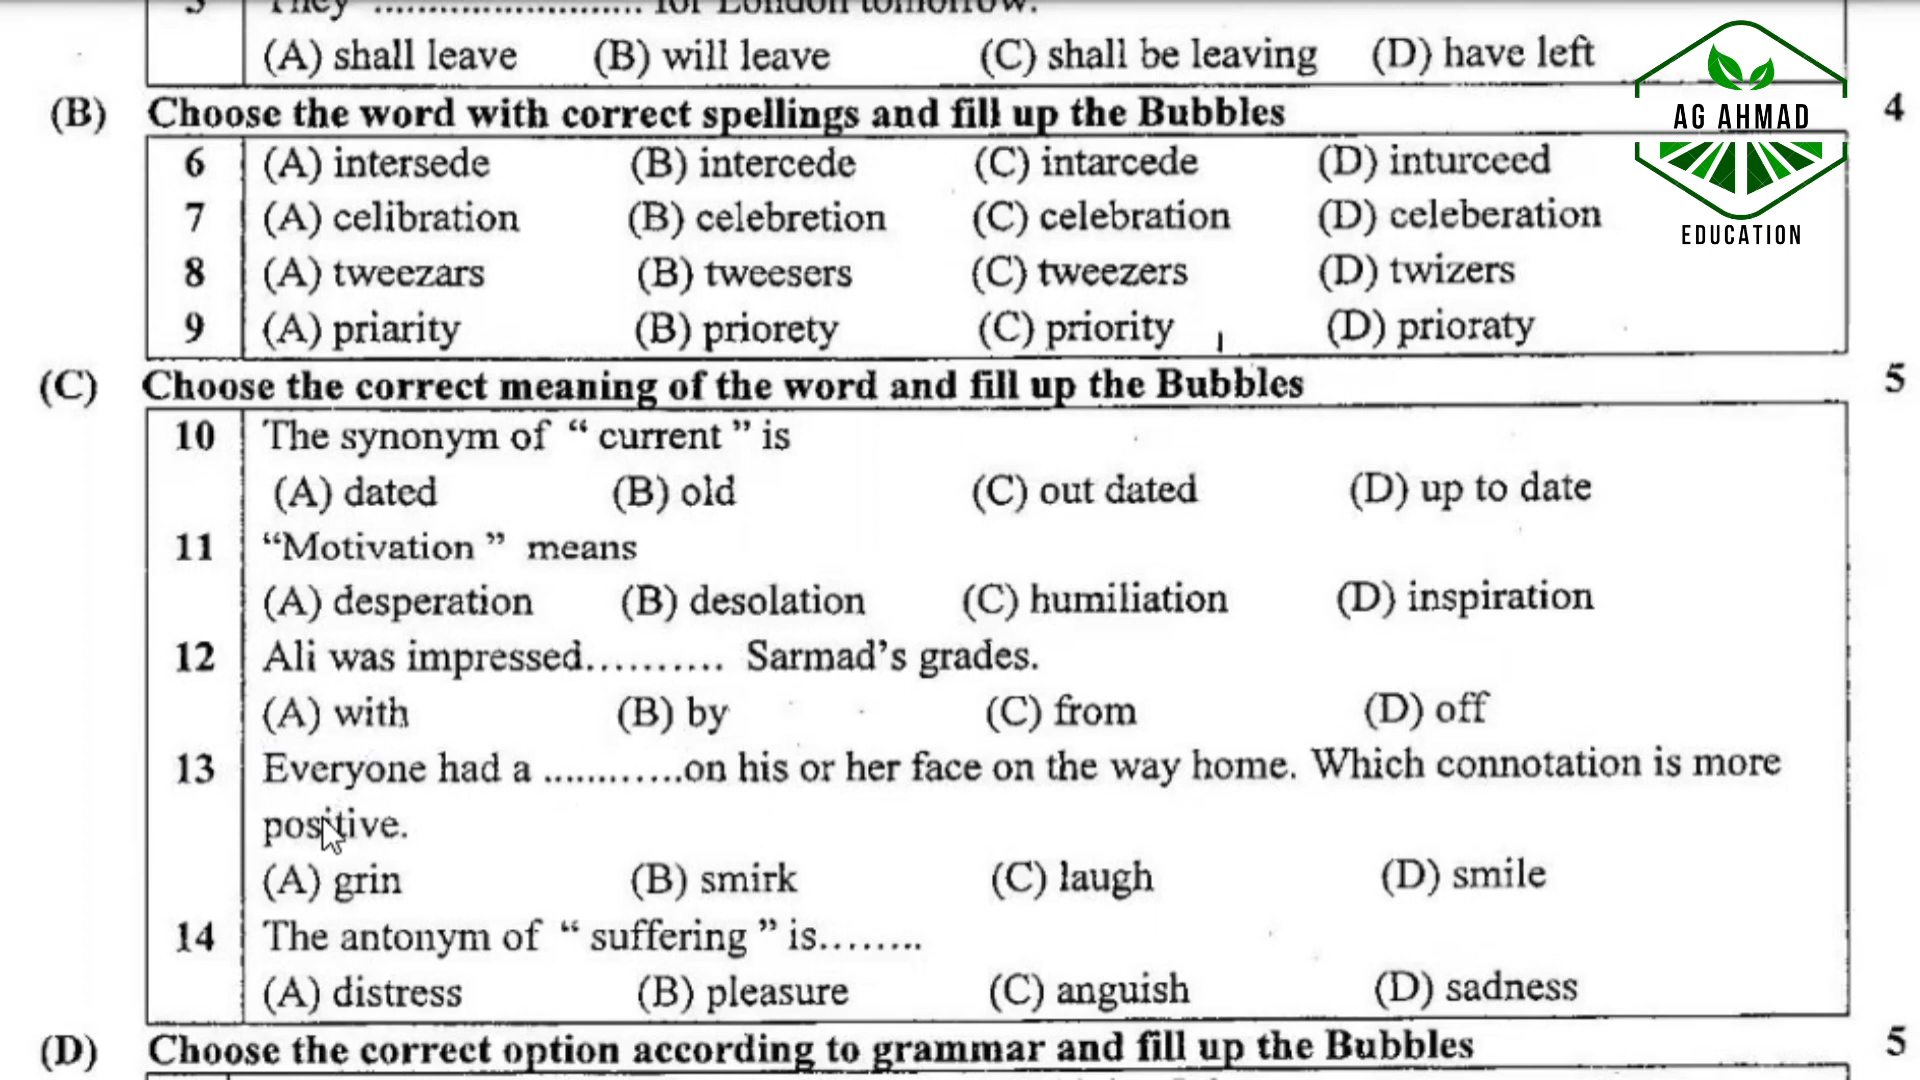 They ........................... for London tomorrow.
(A) shall leave (B) will leave (C) shall be leaving (D) have left
(B) Choose the word with correct spellings and fill up the Bubbles 4
6 (A) intersede (B) intercede (C) intarcede (D) inturceed
7 (A) celibration (B) celebretion (C) celebration (D) celeberation
8 (A) tweezars (B) tweesers (C) tweezers (D) twizers
9 (A) priarity (B) priorety (C) priority (D) prioraty
AG AHMAD
EDUCATION
(C) Choose the correct meaning of the word and fill up the Bubbles 5
10 The synonym of “ current ” is
(A) dated (B) old (C) out dated (D) up to date
11 “Motivation ” means
(A) desperation (B) desolation (C) humiliation (D) inspiration
12 Ali was impressed.......... Sarmad’s grades.
(A) with (B) by (C) from (D) off
13 Everyone had a ............on his or her face on the way home. Which connotation is more
positive.
(A) grin (B) smirk (C) laugh (D) smile
14 The antonym of “ suffering ” is........
(A) distress (B) pleasure (C) anguish (D) sadness
(D) Choose the correct option according to grammar and fill up the Bubbles 5